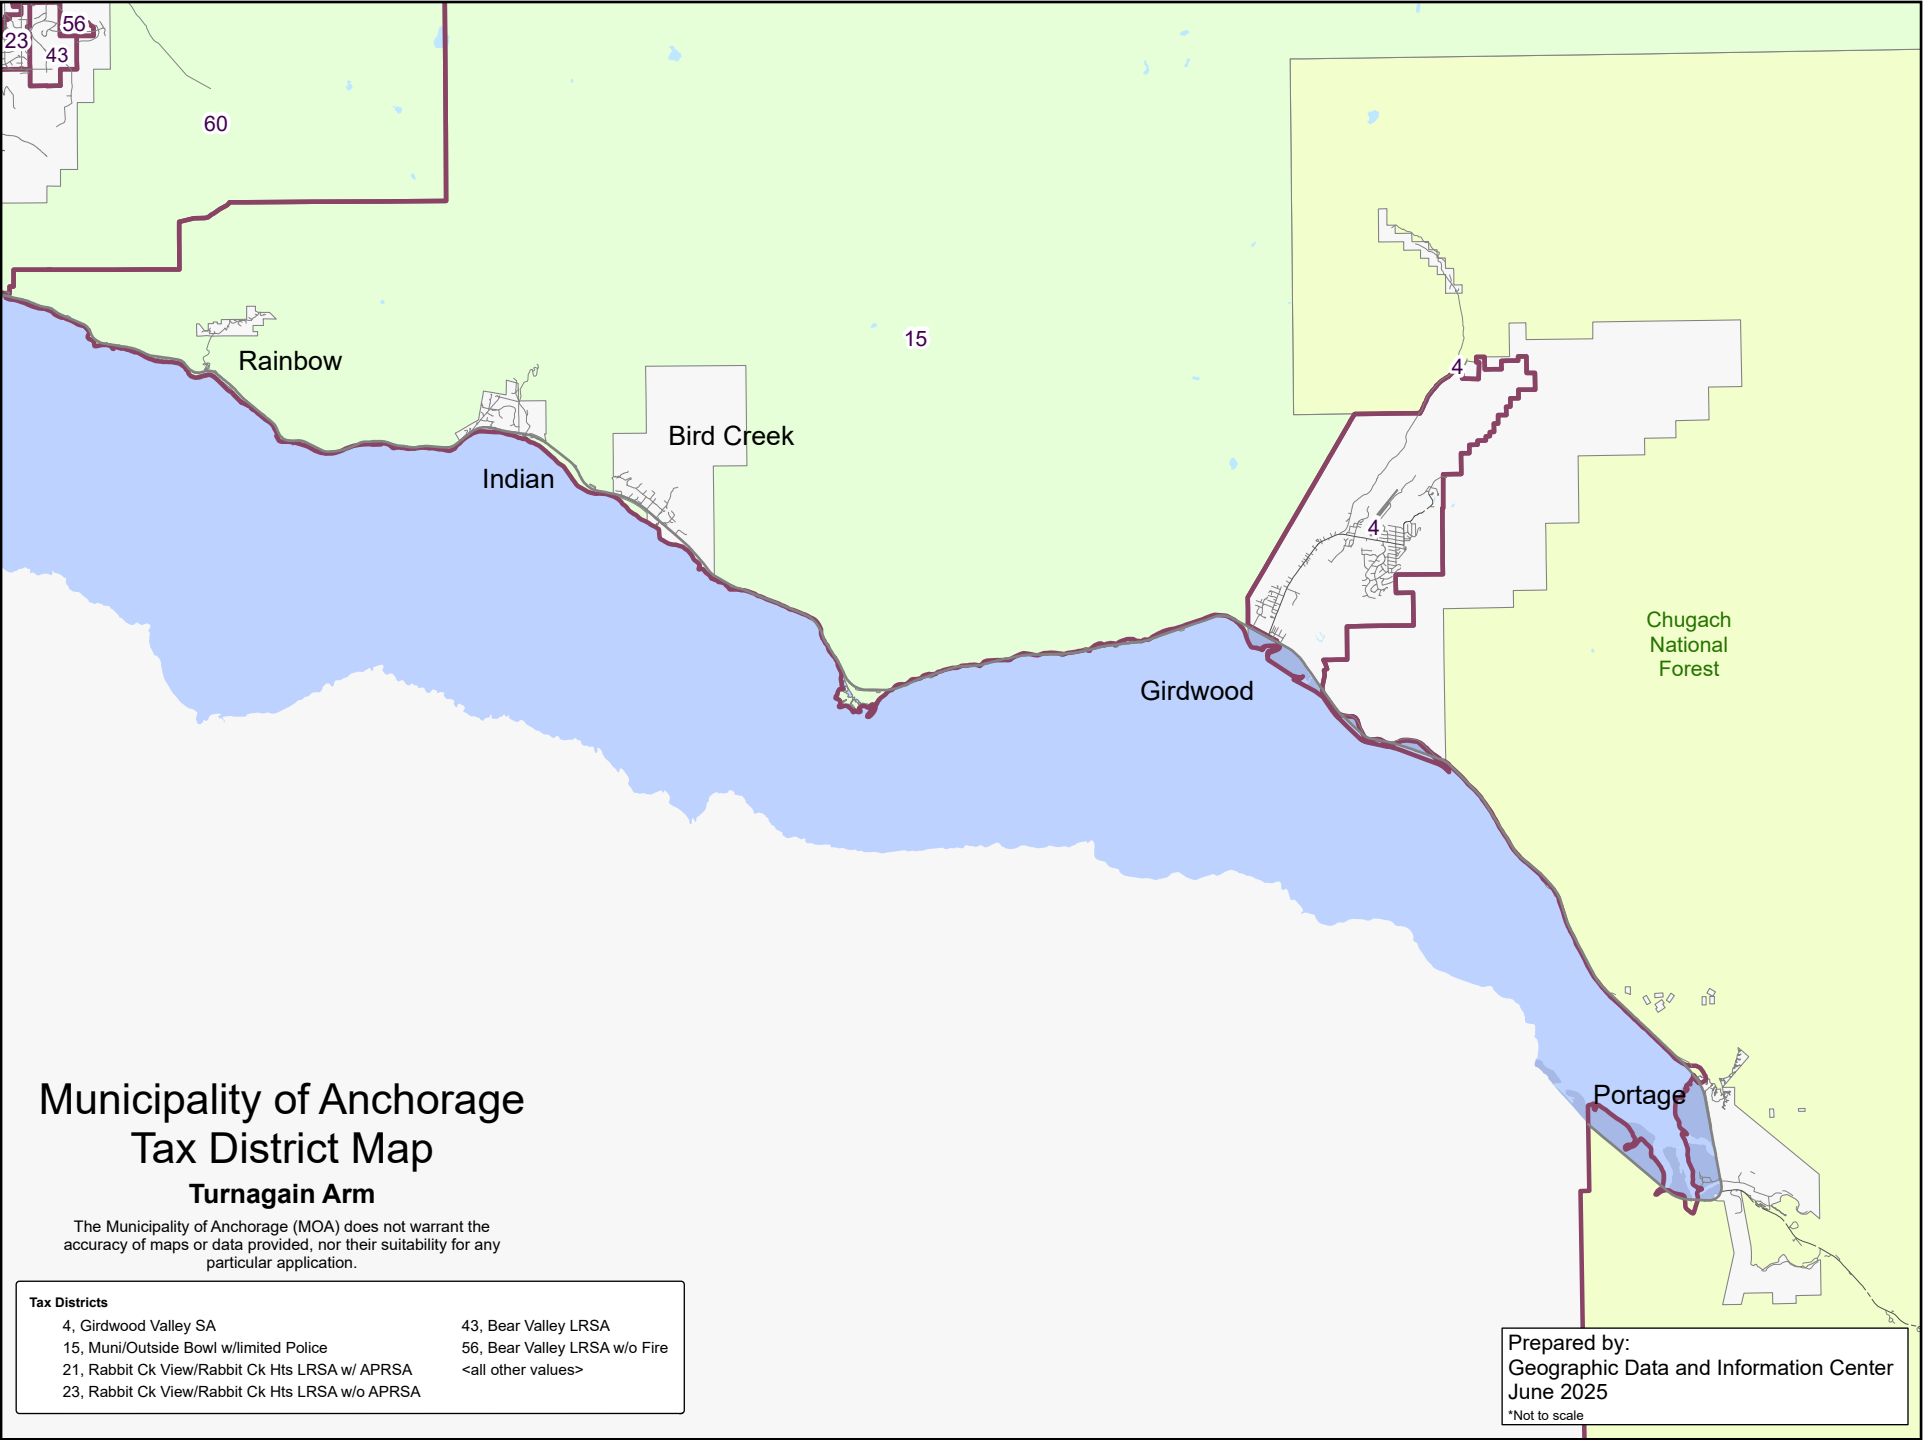 56
23
43
60
15
Rainbow
4
Bird Creek
Indian
4
Chugach
National
Forest
Girdwood
Portage
Municipality of Anchorage
Tax District Map
Turnagain Arm
The Municipality of Anchorage (MOA) does not warrant the
accuracy of maps or data provided, nor their suitability for any
particular application.
Tax Districts
4, Girdwood Valley SA
15, Muni/Outside Bowl w/limited Police
21, Rabbit Ck View/Rabbit Ck Hts LRSA w/ APRSA
23, Rabbit Ck View/Rabbit Ck Hts LRSA w/o APRSA
43, Bear Valley LRSA
56, Bear Valley LRSA w/o Fire
<all other values>
Prepared by:
Geographic Data and Information Center
June 2025
*Not to scale